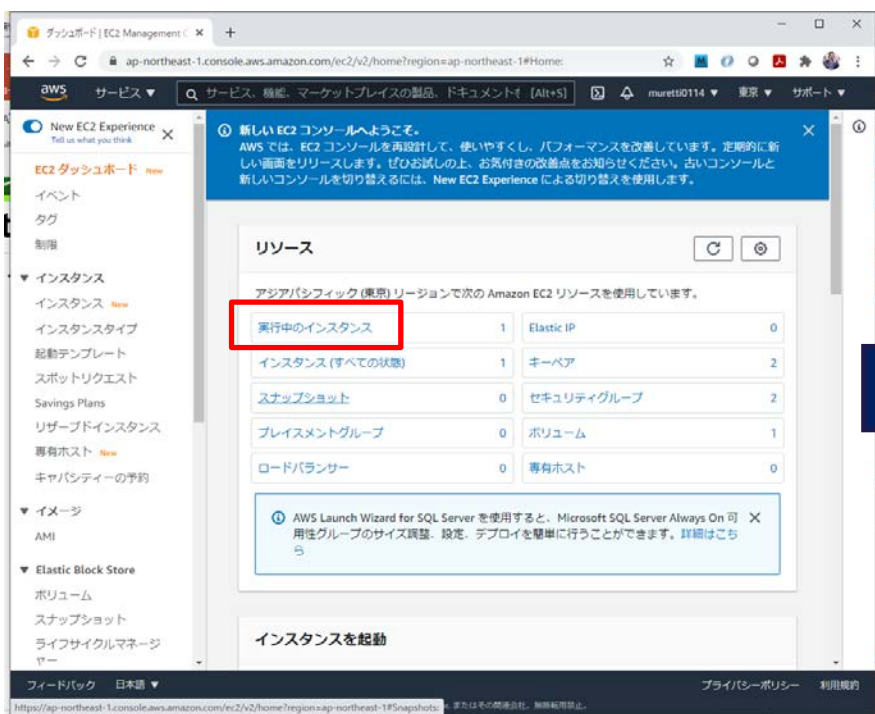 ダッシュボード | EC2 Management C
ap-northeast-1.console.aws.amazon.com/ec2/v2/home?region=ap-northeast-1#Home:
aws サービス ▼ サービス、機能、マーケットプレイスの製品、ドキュメントを [Alt+S] muretti0114 ▼ 東京 ▼ サポート ▼
New EC2 Experience
Tell us what you think
EC2 ダッシュボード New
イベント
タグ
制限
▼ インスタンス
インスタンス New
インスタンスタイプ
起動テンプレート
スポットリクエスト
Savings Plans
リザーブドインスタンス
専有ホスト New
キャパシティーの予約
▼ イメージ
AMI
▼ Elastic Block Store
ボリューム
スナップショット
ライフサイクルマネージ
ャー
新しい EC2 コンソールへようこそ。
AWS では、EC2 コンソールを再設計して、使いやすくし、パフォーマンスを改善しています。定期的に新
しい画面をリリースします。ぜひお試しの上、お気付きの改善点をお知らせください。古いコンソールと
新しいコンソールを切り替えるには、New EC2 Experience による切り替えを使用します。
リソース
アジアパシフィック (東京) リージョンで次の Amazon EC2 リソースを使用しています。
実行中のインスタンス 1 Elastic IP 0
インスタンス (すべての状態) 1 キーペア 2
スナップショット 0 セキュリティグループ 2
プレイスメントグループ 0 ボリューム 1
ロードバランサー 0 専有ホスト 0
AWS Launch Wizard for SQL Server を使用すると、Microsoft SQL Server Always On 可
用性グループのサイズ調整、設定、デプロイを簡単に行うことができます。詳細はこち
ら
インスタンスを起動
フィードバック 日本語 ▼ プライバシーポリシー 利用規約
https://ap-northeast-1.console.aws.amazon.com/ec2/v2/home?region=ap-northeast-1#Snapshots: またはその関連会社。無断転用禁止。